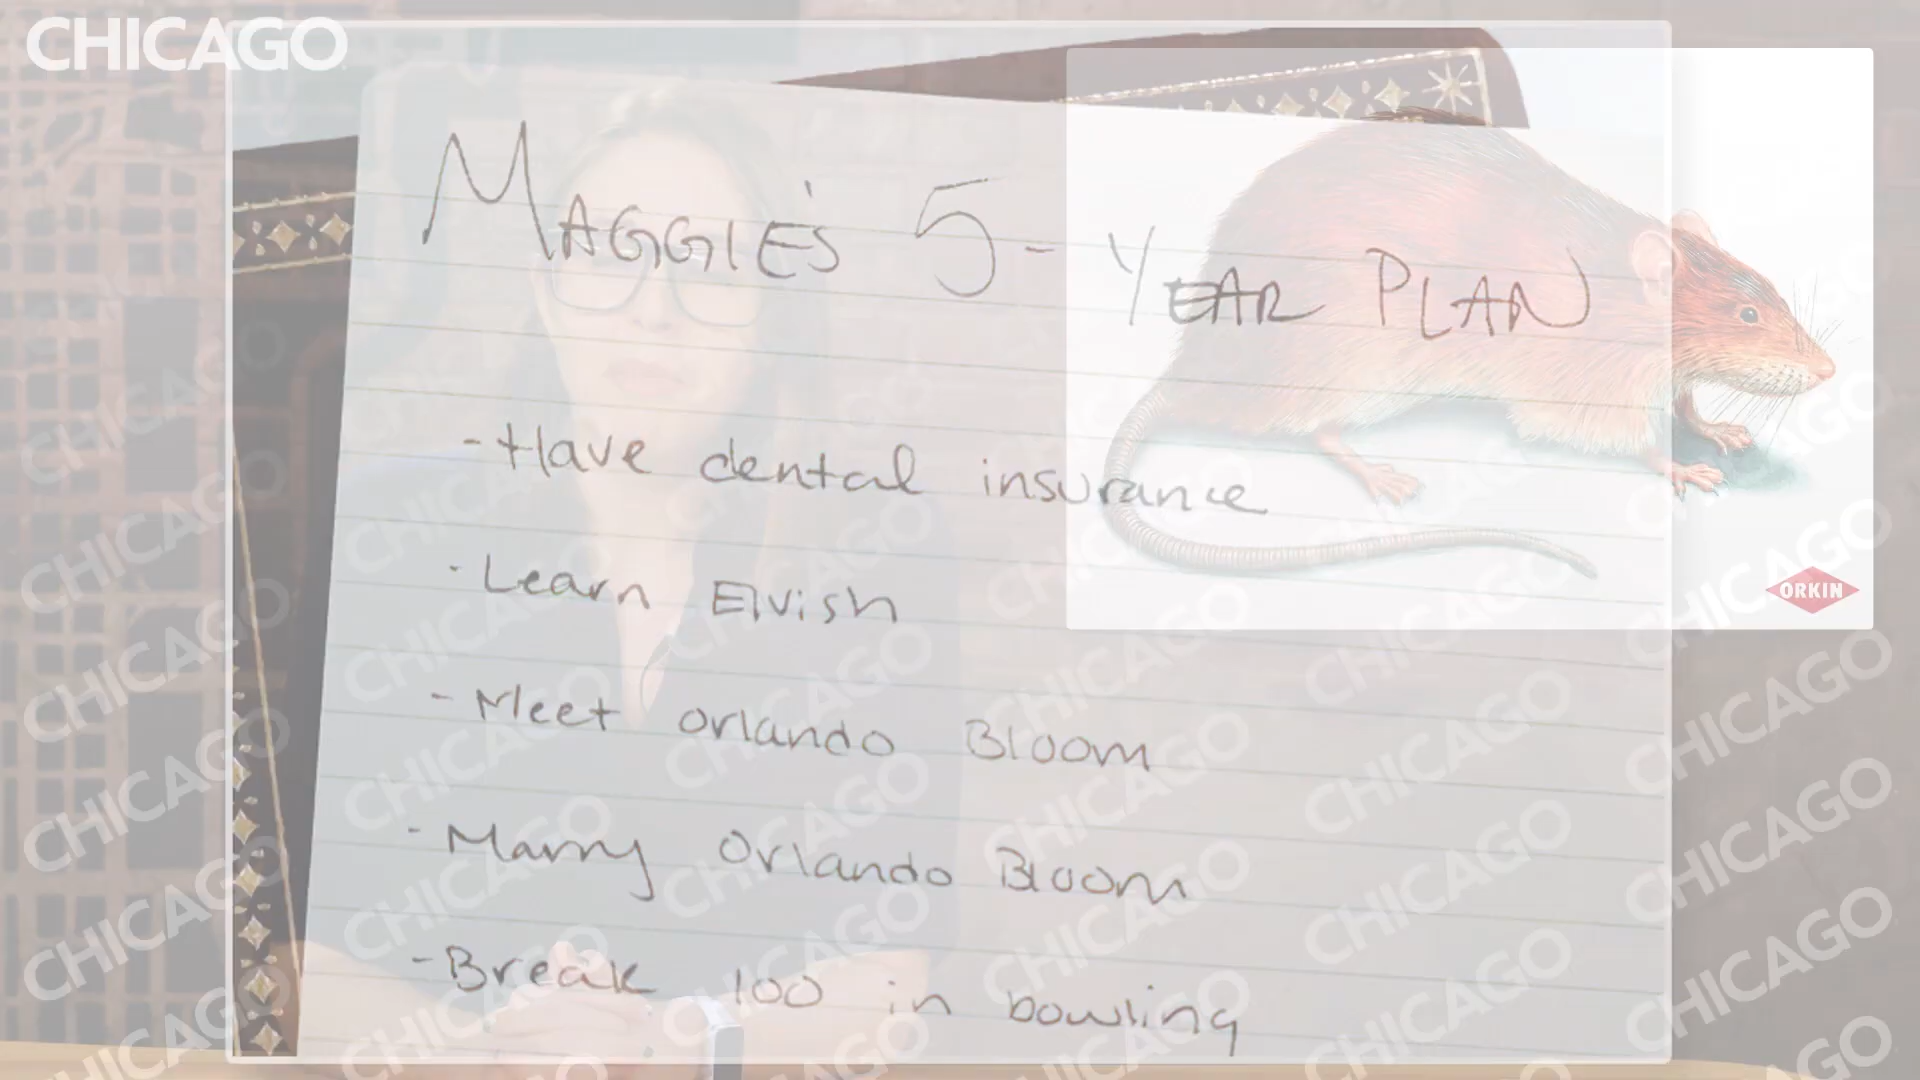 CHICAGO
MAGGIE'S 5-YEAR PLAN
- Have dental insurance
- Learn Elvish
- Meet Orlando Bloom
- Marry Orlando Bloom
- Break 100 in bowling
ORKIN